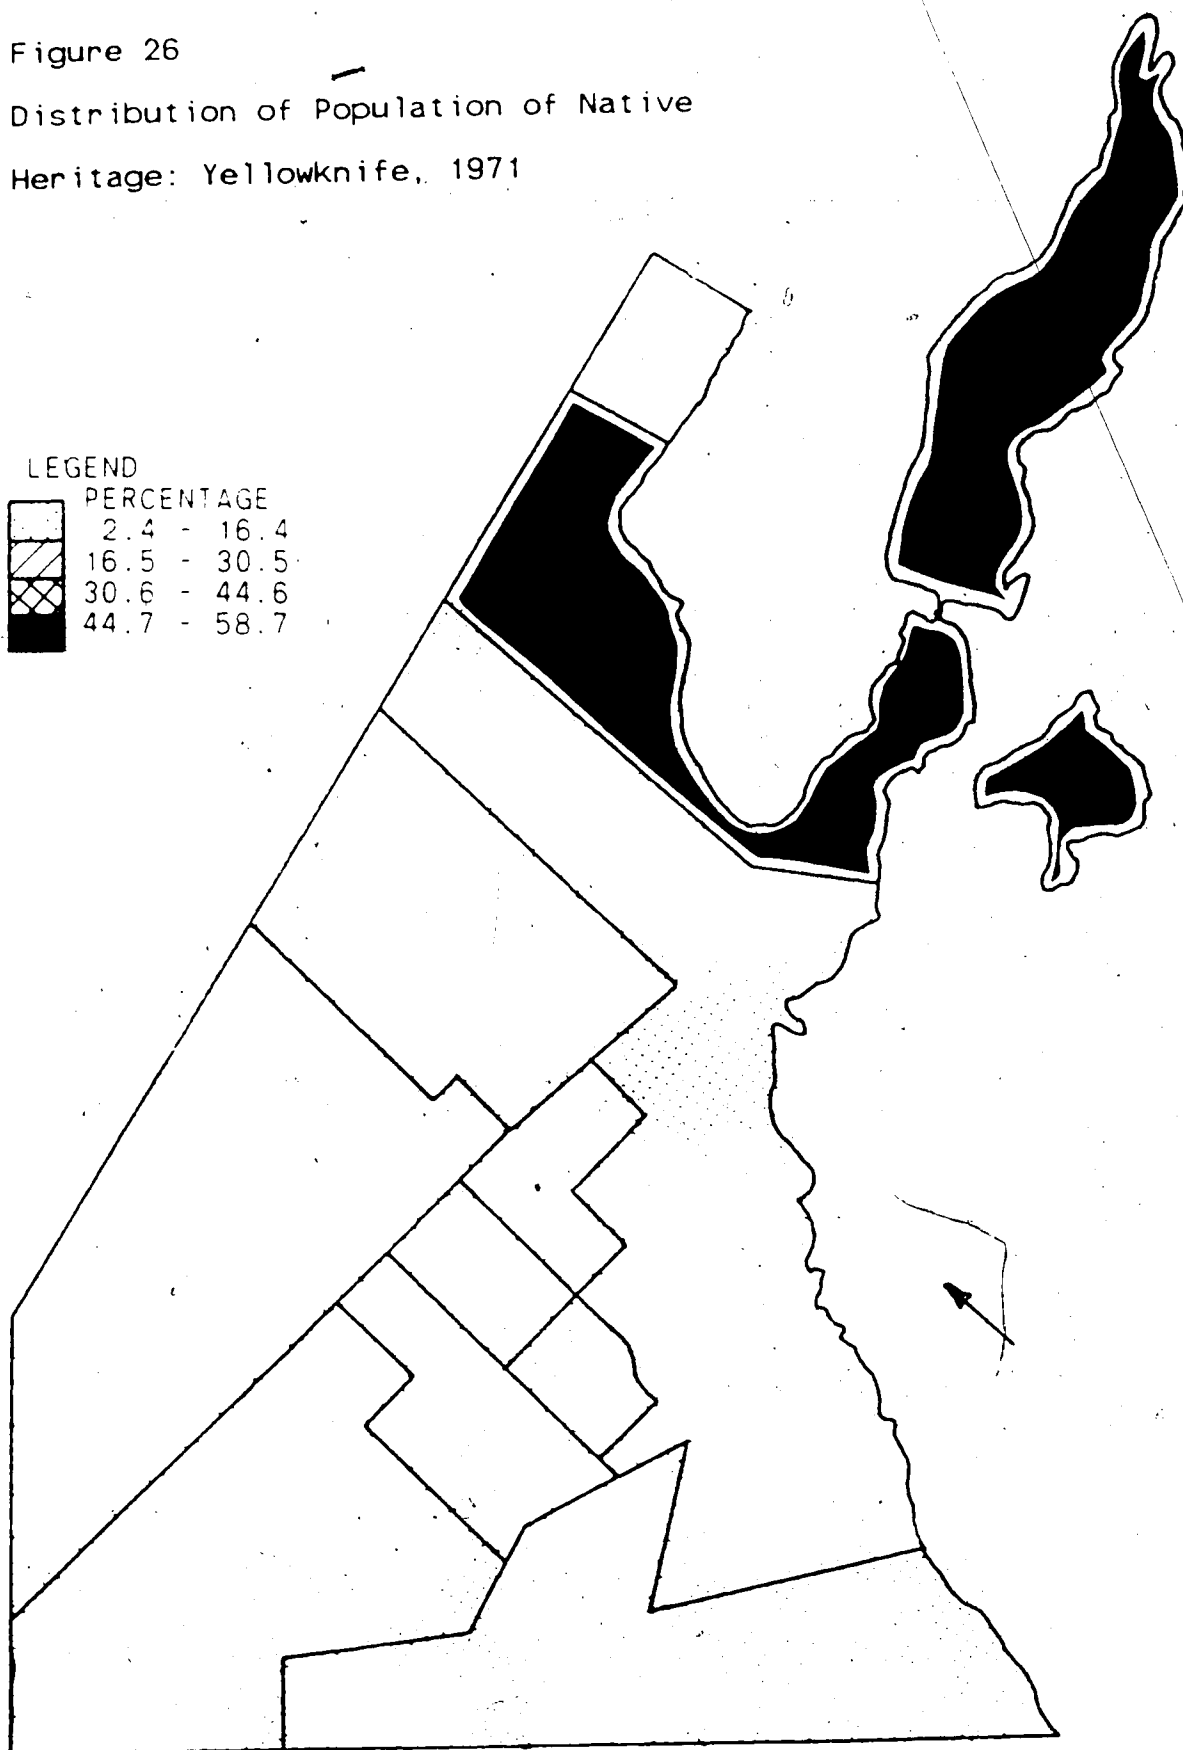 Figure 26
Distribution of Population of Native
Heritage: Yellowknife, 1971
LEGEND
PERCENTAGE
2.4 - 16.4
16.5 - 30.5
30.6 - 44.6
44.7 - 58.7